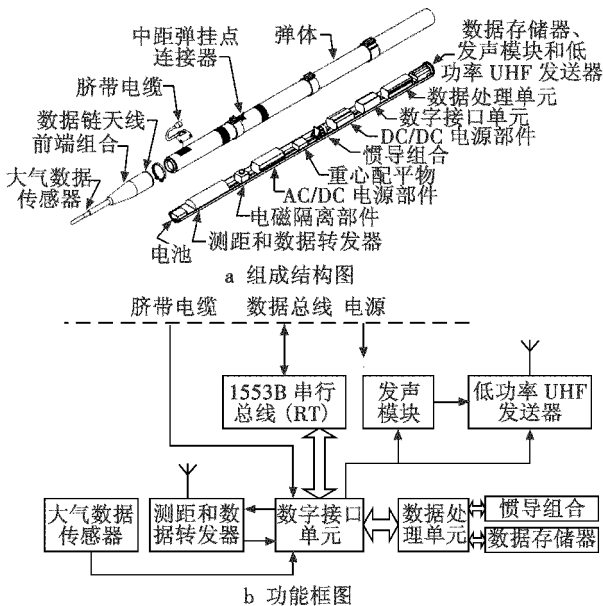 中距弹挂点
连接器
弹体
数据存储器、
发声模块和低
功率 UHF 发送器
脐带电缆
数据链天线
前端组合
大气数据
传感器
数据处理单元
数字接口单元
DC/DC 电源部件
惯导组合
重心配平物
AC/DC 电源部件
电磁隔离部件
测距和数据转发器
电池
a 组成结构图
脐带电缆 数据总线 电源
1553B 串行
总线 (RT)
发声
模块
低功率 UHF
发送器
大气数据
传感器
测距和数
据转发器
数字接口
单元
数据处
理单元
惯导组合
数据存储器
b 功能框图